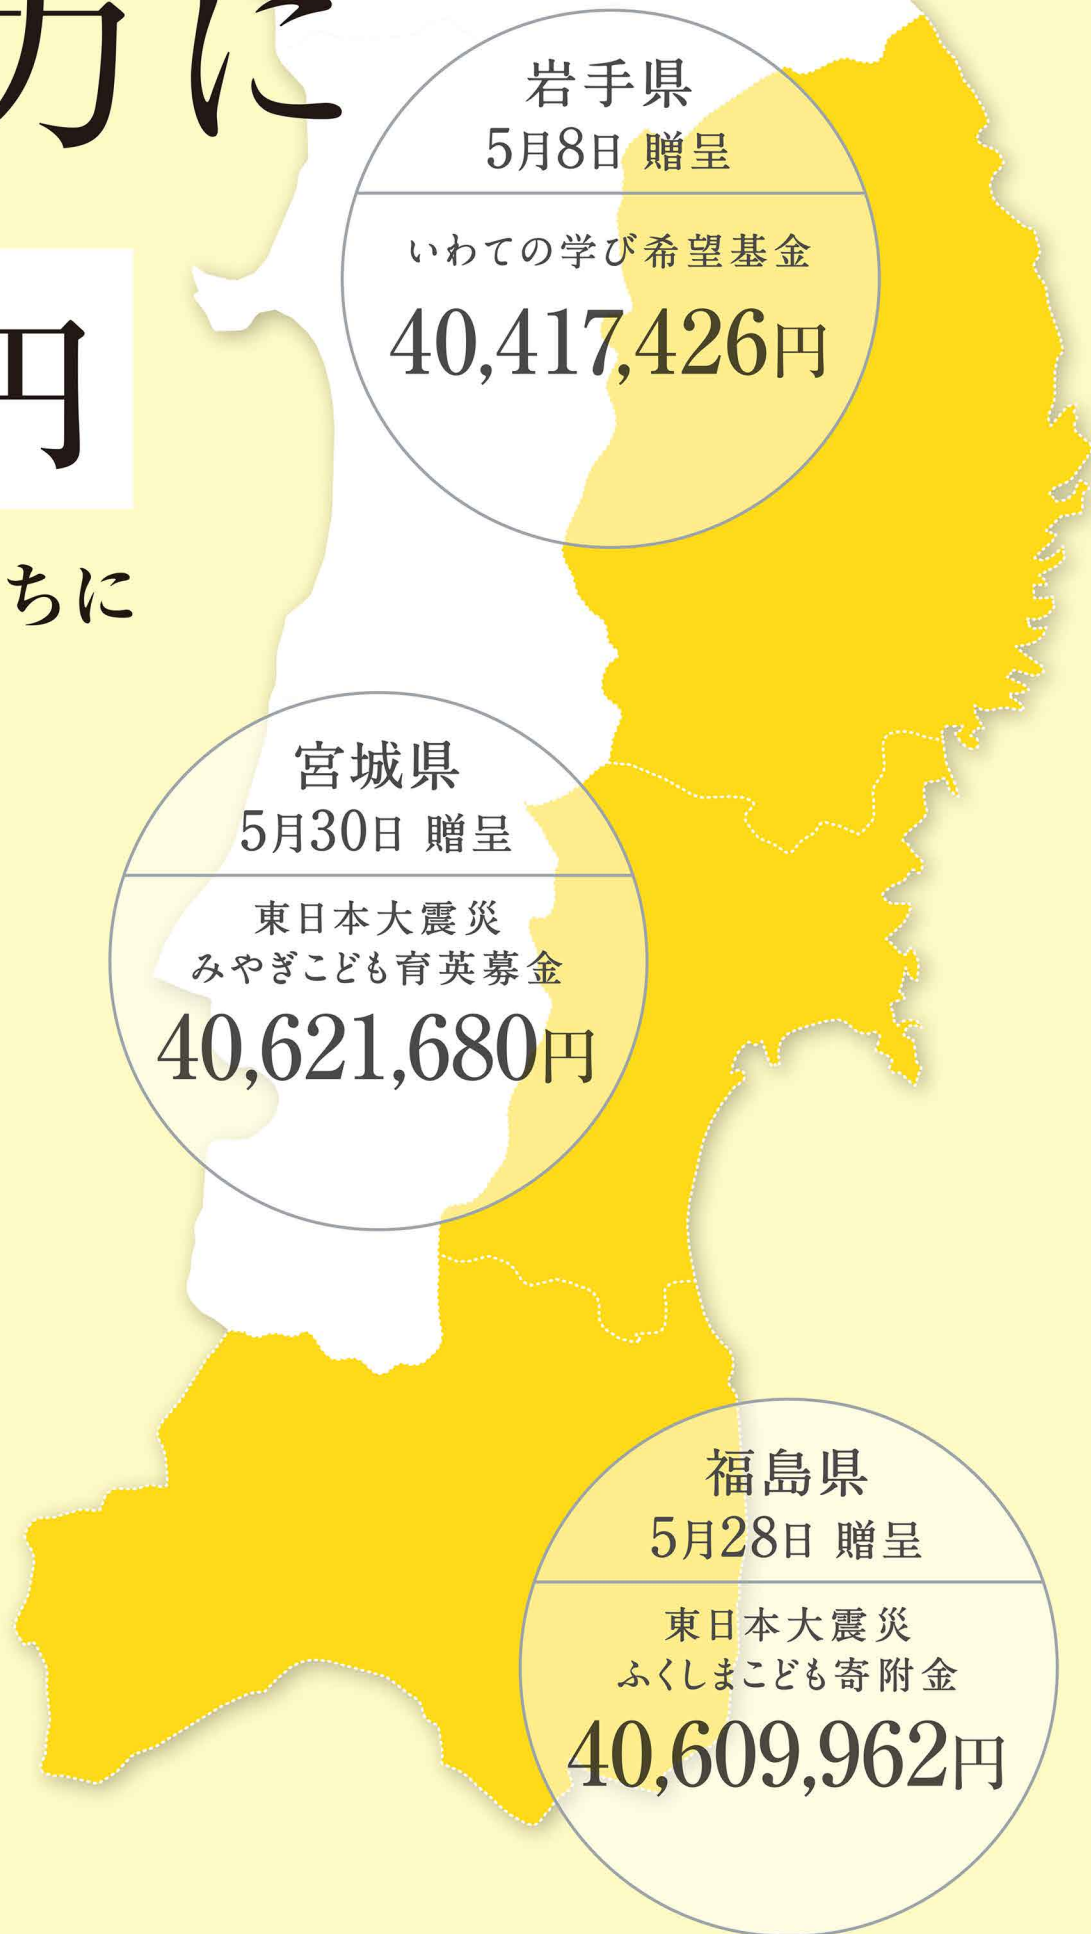 力に
円
ちに
岩手県
5月8日 贈呈
いわての学び希望基金
40,417,426円
宮城県
5月30日 贈呈
東日本大震災
みやぎこども育英募金
40,621,680円
福島県
5月28日 贈呈
東日本大震災
ふくしまこども寄附金
40,609,962円